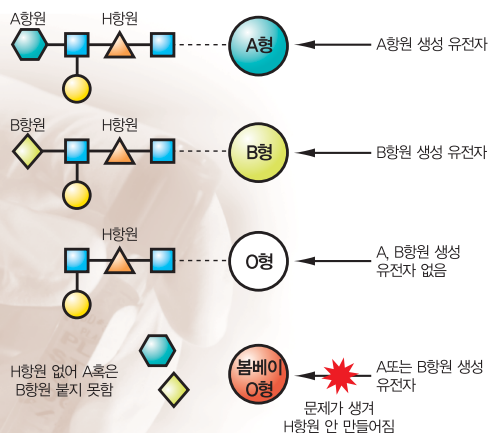 A항원
H항원
A형
A항원 생성 유전자
B항원
H항원
B형
B항원 생성 유전자
H항원
O형
A, B항원 생성
유전자 없음
H항원 없어 A혹은
B항원 붙지 못함
봄베이
O형
A또는 B항원 생성
유전자
문제가 생겨
H항원 안 만들어짐